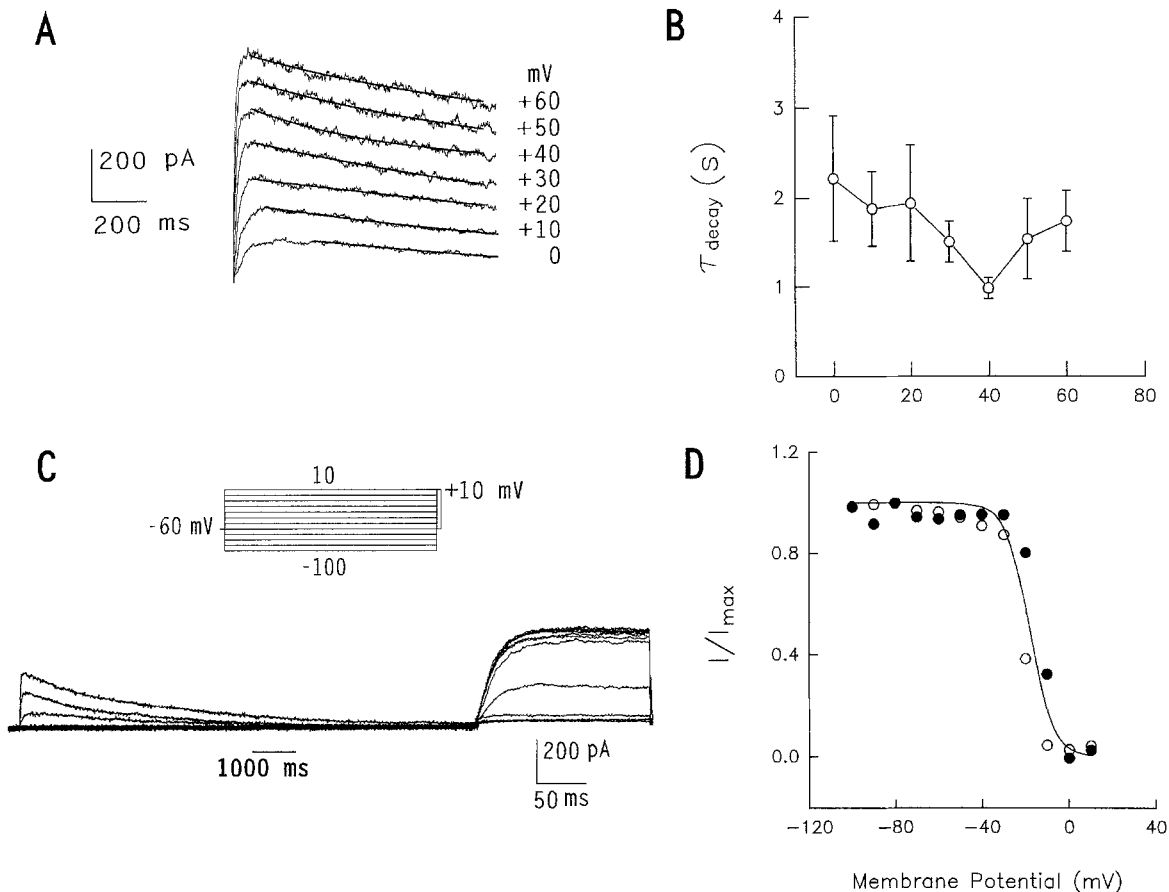 A
mV
+60
+50
+40
+30
+20
+10
0
200 pA
200 ms
B
τdecay (s)
4
3
2
1
0
0 20 40 60 80
C
10
+10 mV
-60 mV
-100
1000 ms
200 pA
50 ms
D
I/Imax
1.2
0.8
0.4
0.0
-120 -80 -40 0 40
Membrane Potential (mV)